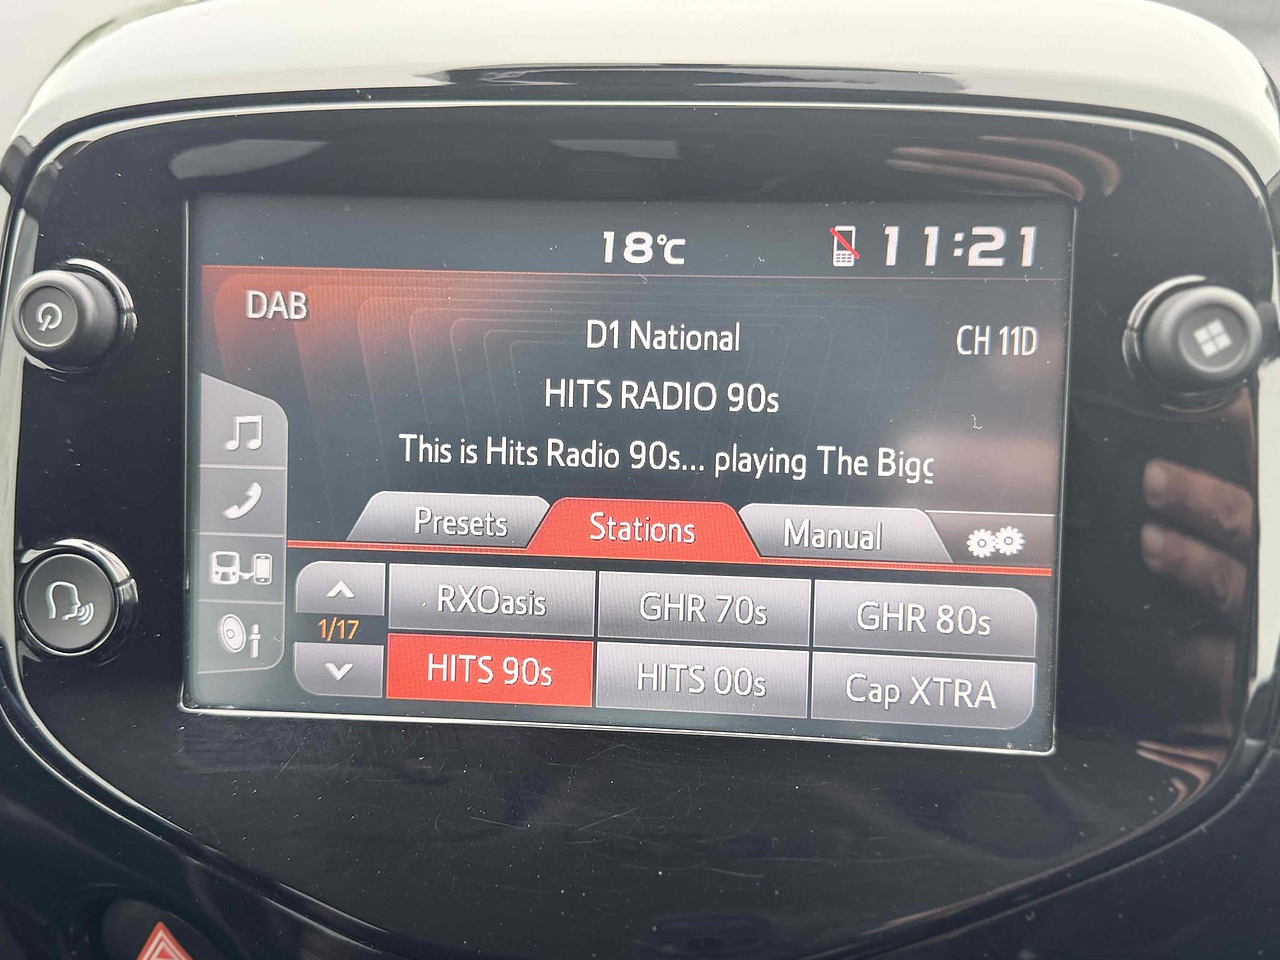 18°C 11:21
DAB
D1 National
CH 11D
HITS RADIO 90s
This is Hits Radio 90s... playing The Bigg
Presets Stations Manual
RXOasis GHR 70s GHR 80s
1/17
HITS 90s HITS 00s Cap XTRA